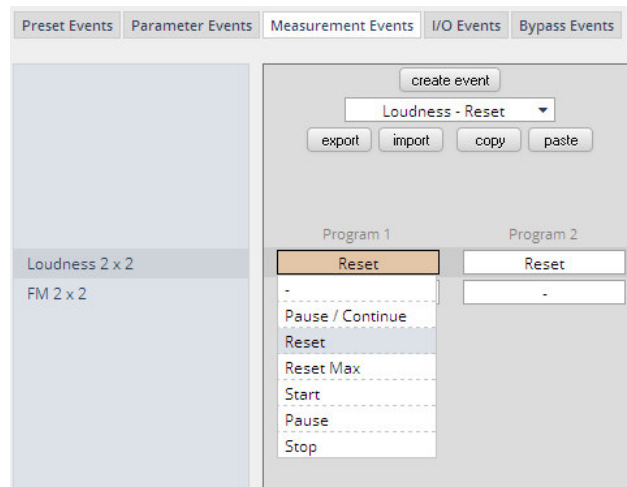 Preset Events Parameter Events Measurement Events I/O Events Bypass Events
create event
Loudness - Reset
export import copy paste
Program 1 Program 2
Loudness 2 x 2 Reset Reset
FM 2 x 2 - -
Pause / Continue
Reset
Reset Max
Start
Pause
Stop